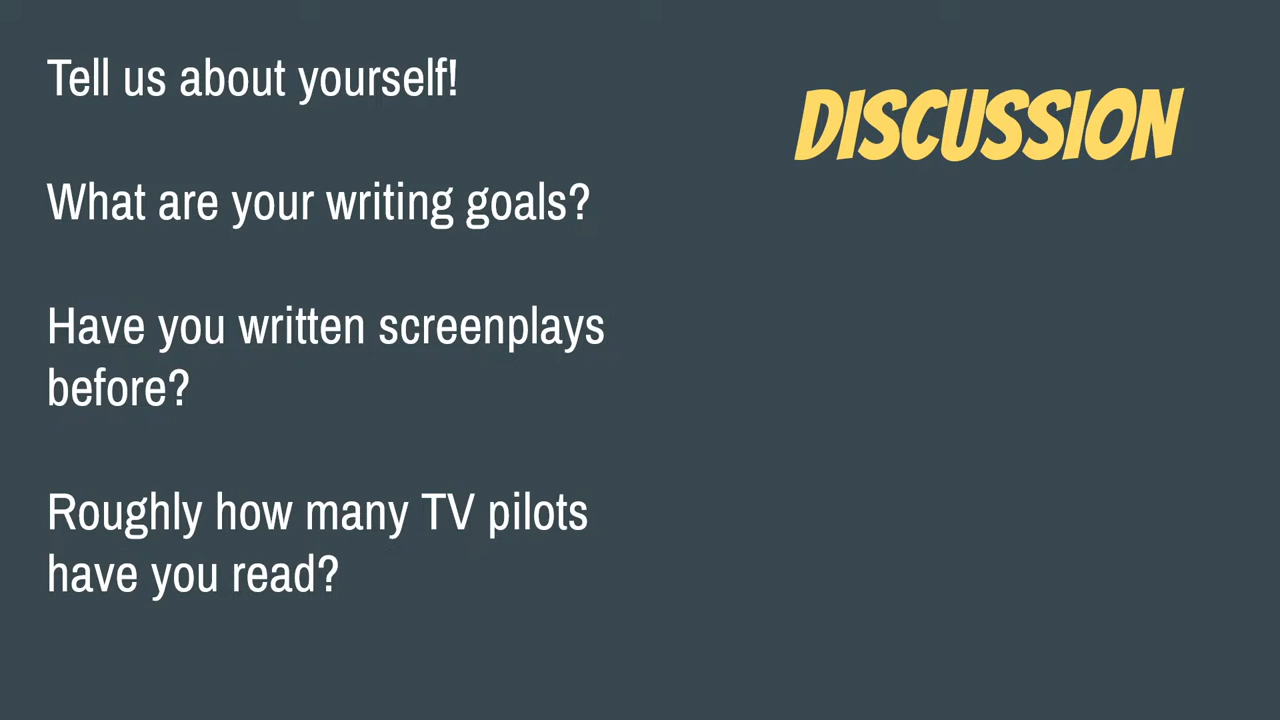 Tell us about yourself!
DISCUSSION
What are your writing goals?
Have you written screenplays
before?
Roughly how many TV pilots
have you read?